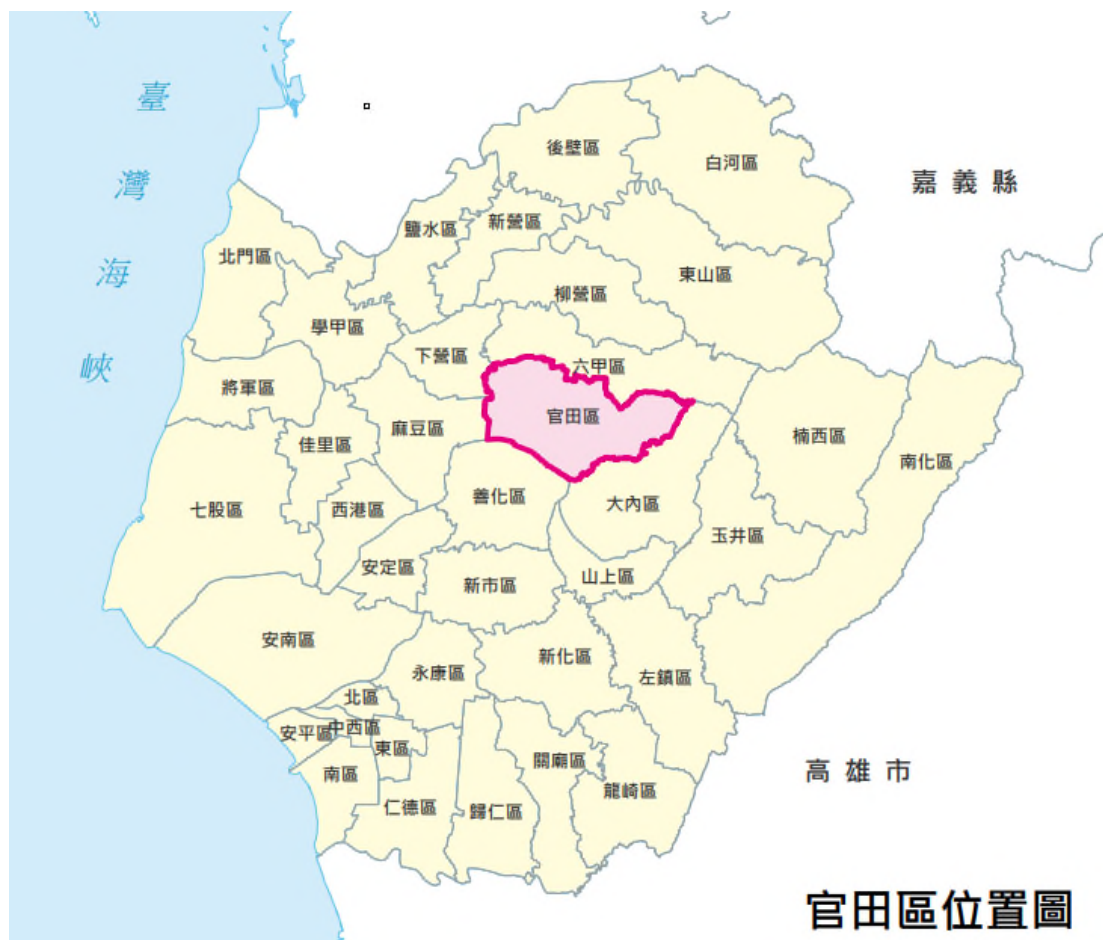 臺灣海峽
後壁區
白河區
嘉義縣
新營區
鹽水區
北門區
東山區
柳營區
學甲區
下營區
六甲區
將軍區
官田區
麻豆區
楠西區
佳里區
南化區
善化區
大內區
七股區
西港區
玉井區
安定區
山上區
新市區
安南區
新化區
永康區
左鎮區
北區
中西區
安平區
東區
關廟區
南區
高雄市
龍崎區
仁德區
歸仁區
官田區位置圖